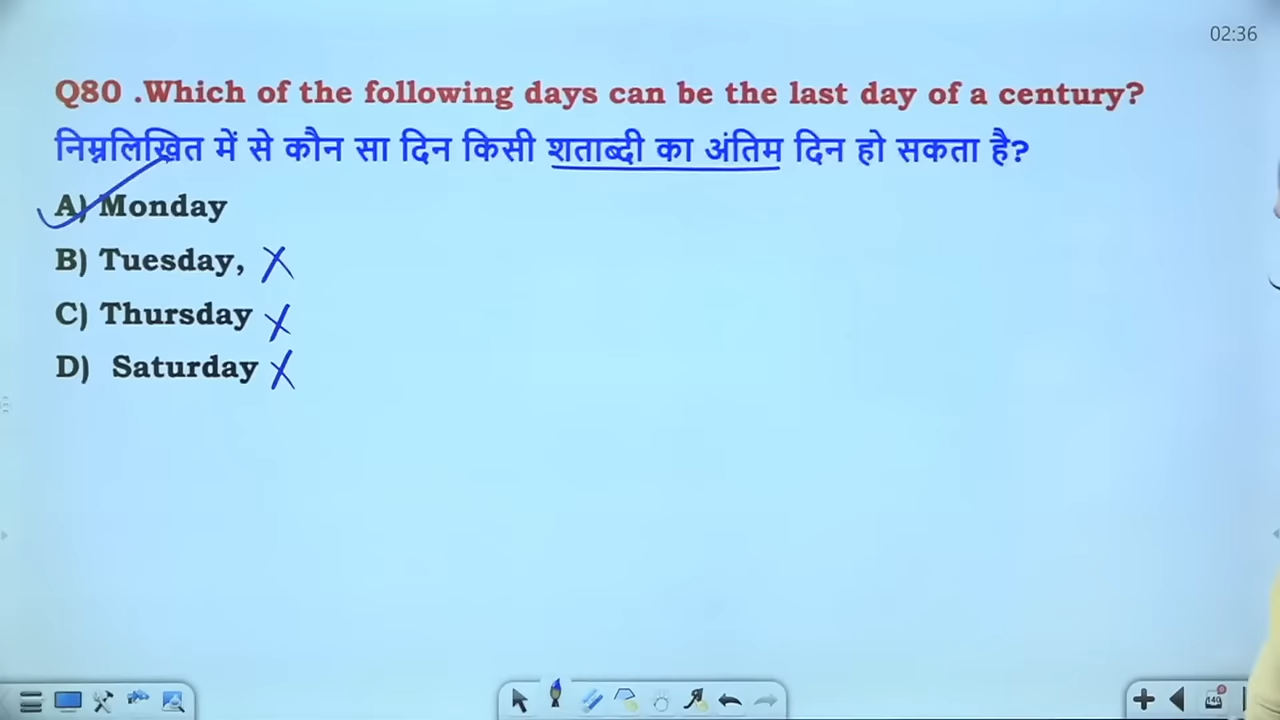 02:36
Q80 .Which of the following days can be the last day of a century?
निम्नलिखित में से कौन सा दिन किसी शताब्दी का अंतिम दिन हो सकता है?
A) Monday
B) Tuesday,
C) Thursday
D) Saturday
149